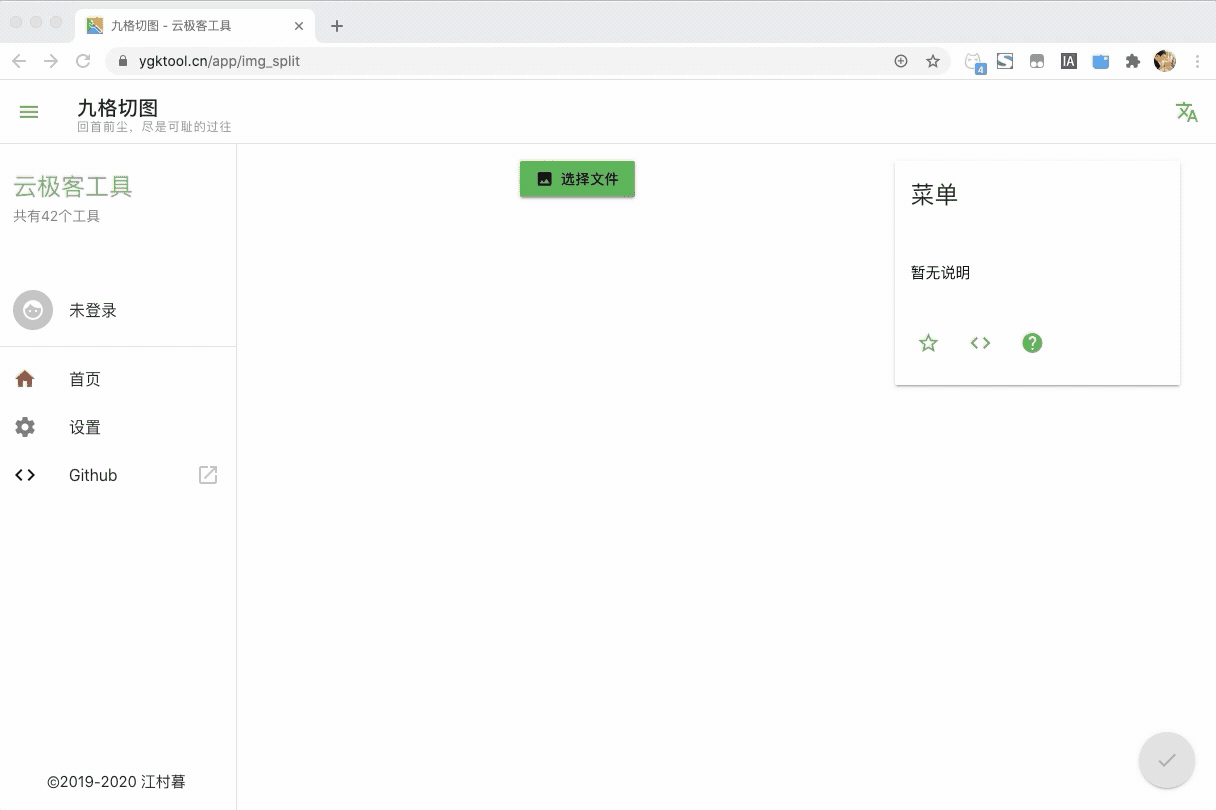 九格切图 - 云极客工具
ygktool.cn/app/img_split
4
IA
九格切图
回首前尘，尽是可耻的过往
云极客工具
共有42个工具
未登录
首页
设置
Github
©2019-2020 江村暮
选择文件
菜单
暂无说明